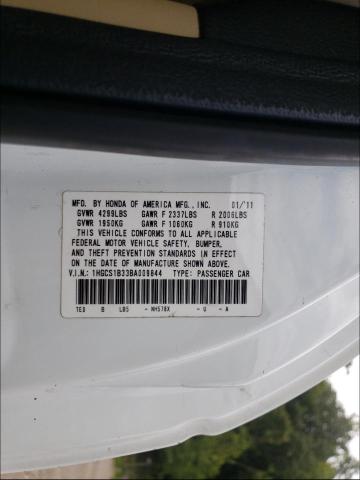 MFD. BY HONDA OF AMERICA MFG., INC. 01/11
GVWR 4299LBS GAWR F 2337LBS R 2006LBS
GVWR 1950KG GAWR F 1060KG R 910KG
THIS VEHICLE CONFORMS TO ALL APPLICABLE
FEDERAL MOTOR VEHICLE SAFETY, BUMPER,
AND THEFT PREVENTION STANDARDS IN EFFECT
ON THE DATE OF MANUFACTURE SHOWN ABOVE.
V.I.N.: 1HGCS1B33BA009844 TYPE: PASSENGER CAR
TE0 B LB5 - NH578X - U - A